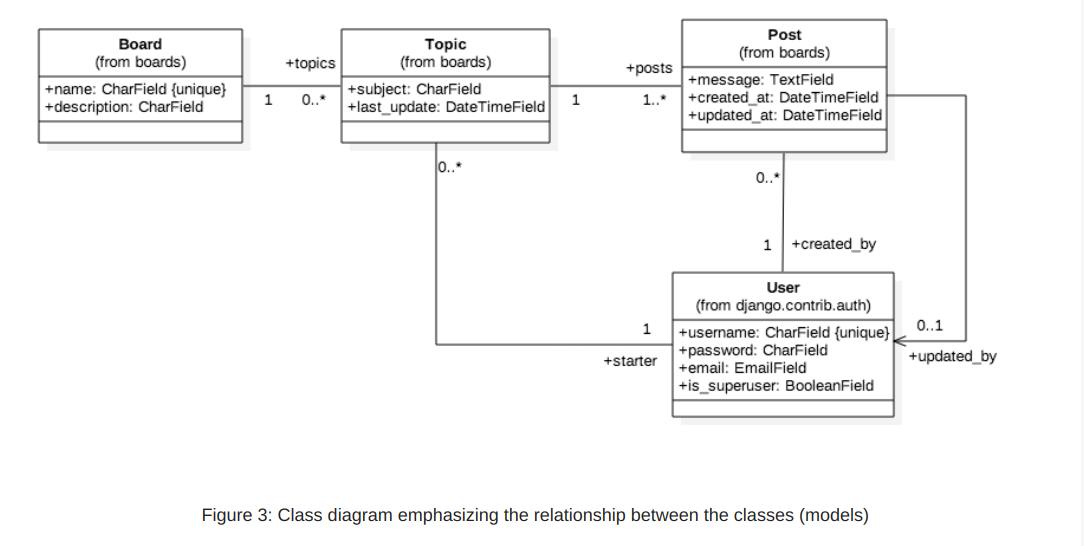 Board
(from boards)
+name: CharField {unique}
+description: CharField
1
0..*
+topics
Topic
(from boards)
+subject: CharField
+last_update: DateTimeField
1
1..*
+posts
Post
(from boards)
+message: TextField
+created_at: DateTimeField
+updated_at: DateTimeField
0..*
0..*
1
+created_by
User
(from django.contrib.auth)
+username: CharField {unique}
+password: CharField
+email: EmailField
+is_superuser: BooleanField
1
+starter
0..1
+updated_by
Figure 3: Class diagram emphasizing the relationship between the classes (models)